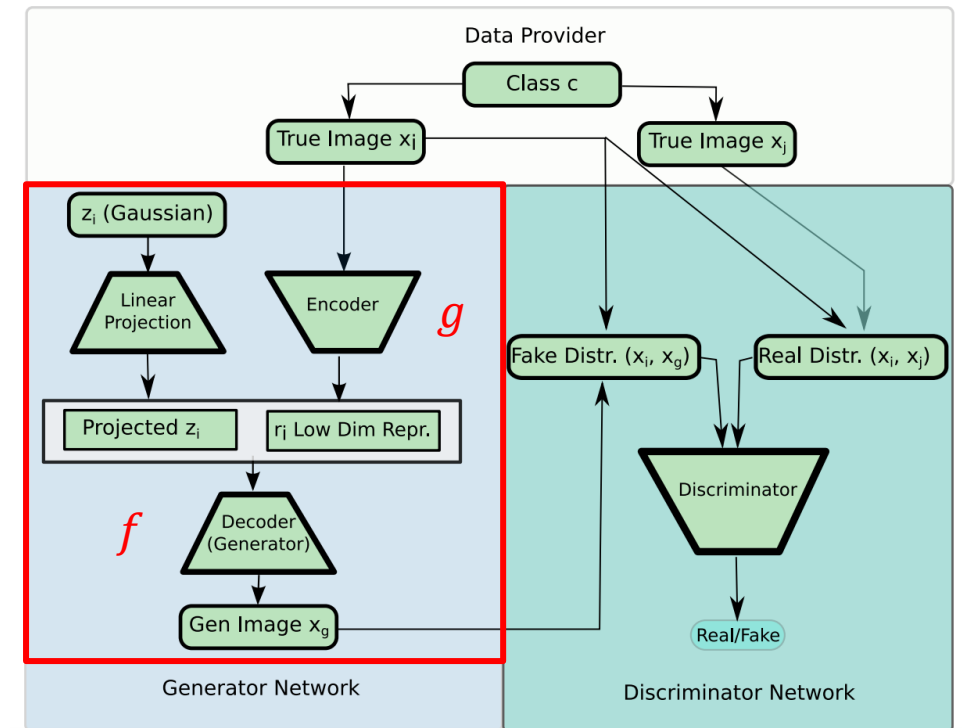 Data Provider
Class c
True Image xi
True Image xj
zi (Gaussian)
Linear
Projection
Encoder
g
Fake Distr. (xi, xg)
Real Distr. (xi, xj)
Projected zi
ri Low Dim Repr.
f
Decoder
(Generator)
Discriminator
Gen Image xg
Real/Fake
Generator Network
Discriminator Network